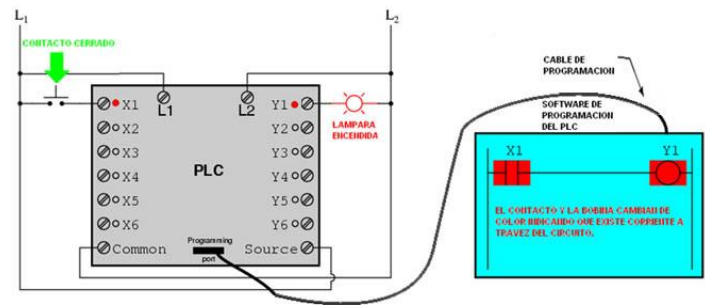 L1
L2
CONTACTO CERRADO
CABLE DE
PROGRAMACION
L1
L2
X1
Y1
X2
Y2
X3
Y3
X4
Y4
X5
Y5
X6
Y6
PLC
LAMPARA
ENCENDIDA
Common
Programming
port
Source
SOFTWARE DE
PROGRAMACION
DEL PLC
X1
Y1
EL CONTACTO Y LA BOBINA CAMBIAN DE
COLOR INDICANDO QUE EXISTE CORRIENTE A
TRAVEZ DEL CIRCUITO.